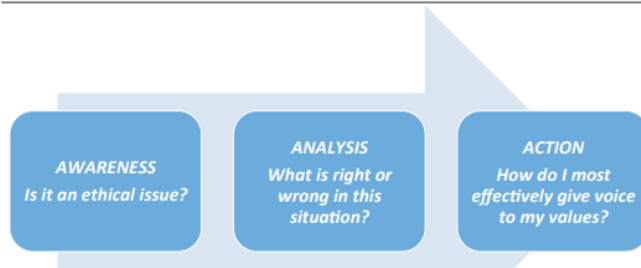 AWARENESS
Is it an ethical issue?
ANALYSIS
What is right or
wrong in this
situation?
ACTION
How do I most
effectively give voice
to my values?